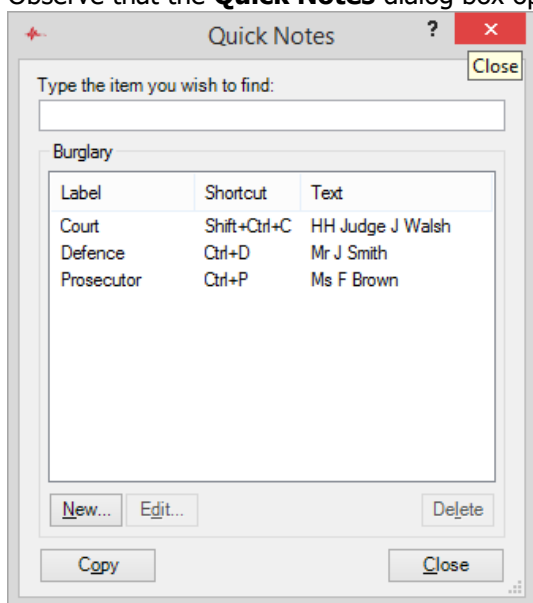 Observe that the Quick Notes dialog box op
Quick Notes ? ×
Close
Type the item you wish to find:
Burglary
Label Shortcut Text
Court Shift+Ctrl+C HH Judge J Walsh
Defence Ctrl+D Mr J Smith
Prosecutor Ctrl+P Ms F Brown
New... Edit... Delete
Copy Close